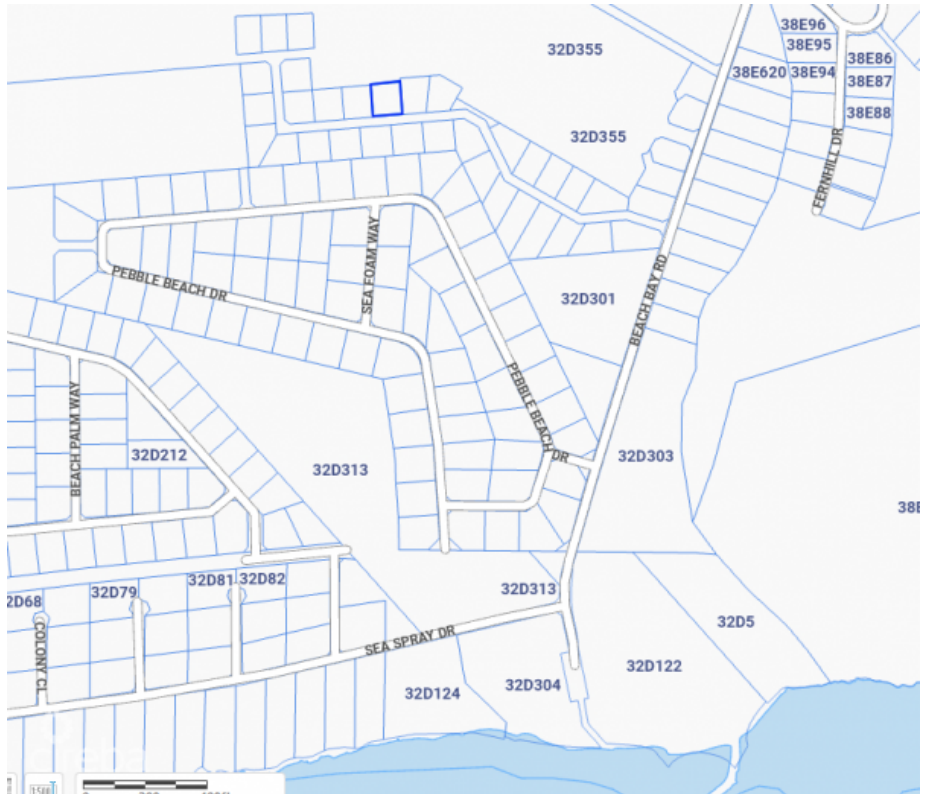 38E96
32D355
38E95
38E86
38E620
38E94
38E87
38E88
32D355
FERNHILL DR
SEA FOAM WAY
PEBBLE BEACH DR
32D301
BEACH BAY RD
PEBBLE BEACH DR
BEACH PALM WAY
32D212
32D313
32D303
32D81
32D82
32D79
32D313
32D5
COLONY CL
SEA SPRAY DR
32D122
32D304
32D124